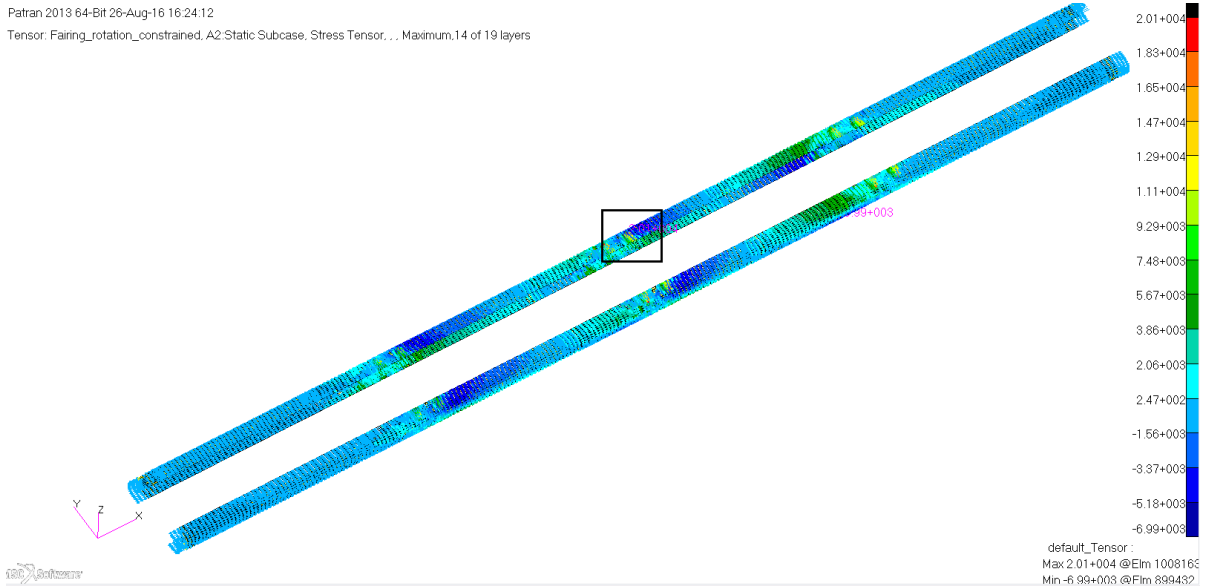 Patran 2013 64-Bit 26-Aug-16 16:24:12
Tensor: Fairing_rotation_constrained, A2:Static Subcase, Stress Tensor, , , Maximum,14 of 19 layers
2.01+004
1.83+004
1.65+004
1.47+004
1.29+004
1.11+004
9.29+003
7.48+003
5.67+003
3.86+003
2.06+003
2.47+002
-1.56+003
-3.37+003
-5.18+003
-6.99+003
.99+003
Y
Z
X
Software
default_Tensor :
Max 2.01+004 @Elm 1008163
Min -6.99+003 @Elm 899432